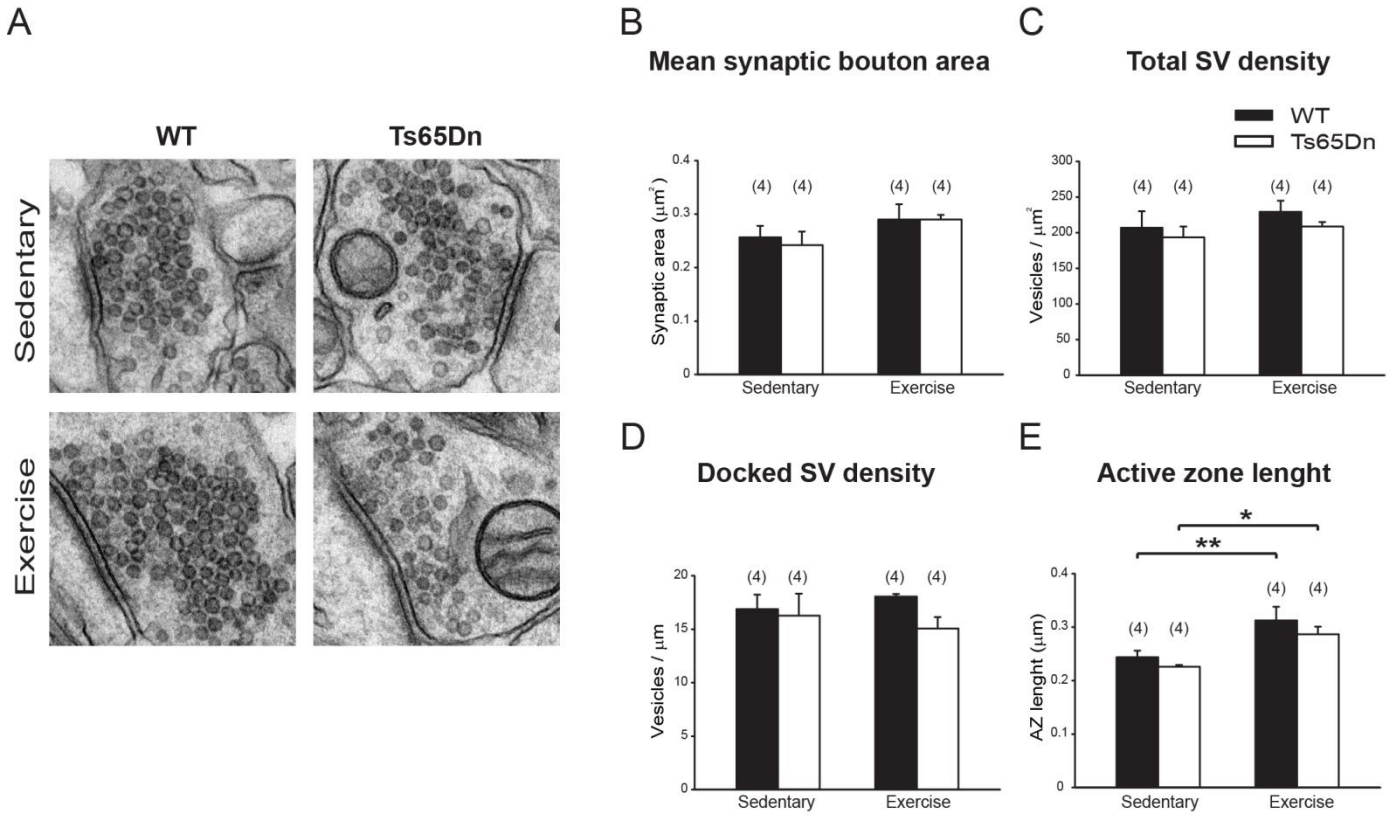 A
WT
Ts65Dn
Sedentary
Exercise
B
Mean synaptic bouton area
Synaptic area (μm²)
0.4
0.3
0.2
0.1
0
(4) (4) (4) (4)
Sedentary Exercise
C
Total SV density
WT
Ts65Dn
Vesicles / μm²
300
250
200
150
100
50
0
(4) (4) (4) (4)
Sedentary Exercise
D
Docked SV density
Vesicles / μm
20
15
10
5
0
(4) (4) (4) (4)
Sedentary Exercise
E
Active zone lenght
*
**
AZ lenght (μm)
0.4
0.3
0.2
0.1
0
(4) (4) (4) (4)
Sedentary Exercise